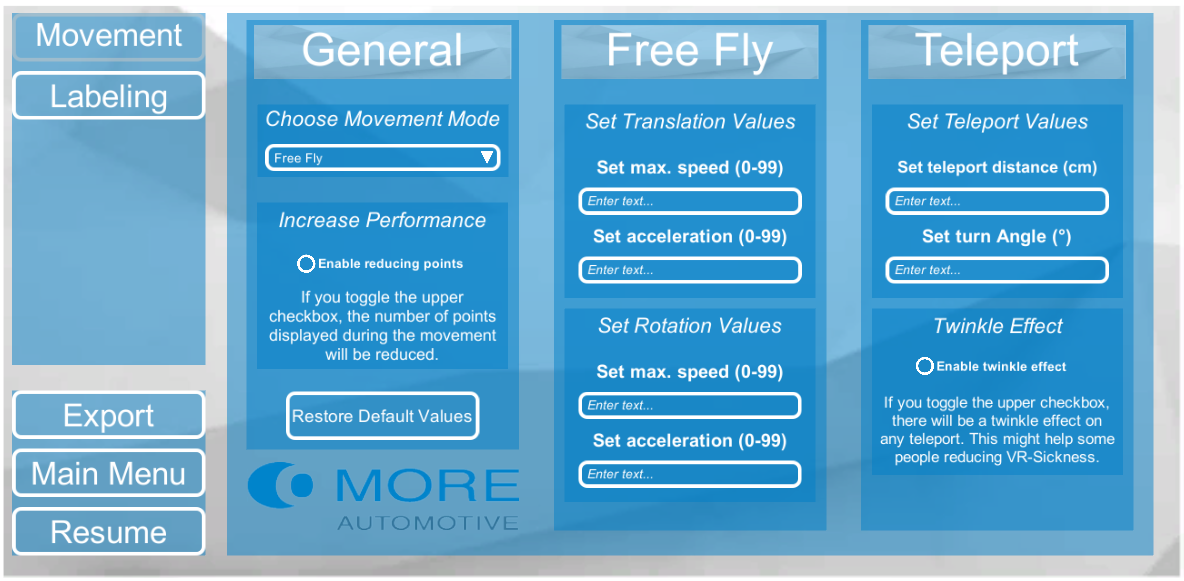 Movement
Labeling
Export
Main Menu
Resume
General
Choose Movement Mode
Free Fly
Increase Performance
Enable reducing points
If you toggle the upper
checkbox, the number of points
displayed during the movement
will be reduced.
Restore Default Values
MORE
AUTOMOTIVE
Free Fly
Set Translation Values
Set max. speed (0-99)
Enter text...
Set acceleration (0-99)
Enter text...
Set Rotation Values
Set max. speed (0-99)
Enter text...
Set acceleration (0-99)
Enter text...
Teleport
Set Teleport Values
Set teleport distance (cm)
Enter text...
Set turn Angle (°)
Enter text...
Twinkle Effect
Enable twinkle effect
If you toggle the upper checkbox,
there will be a twinkle effect on
any teleport. This might help some
people reducing VR-Sickness.